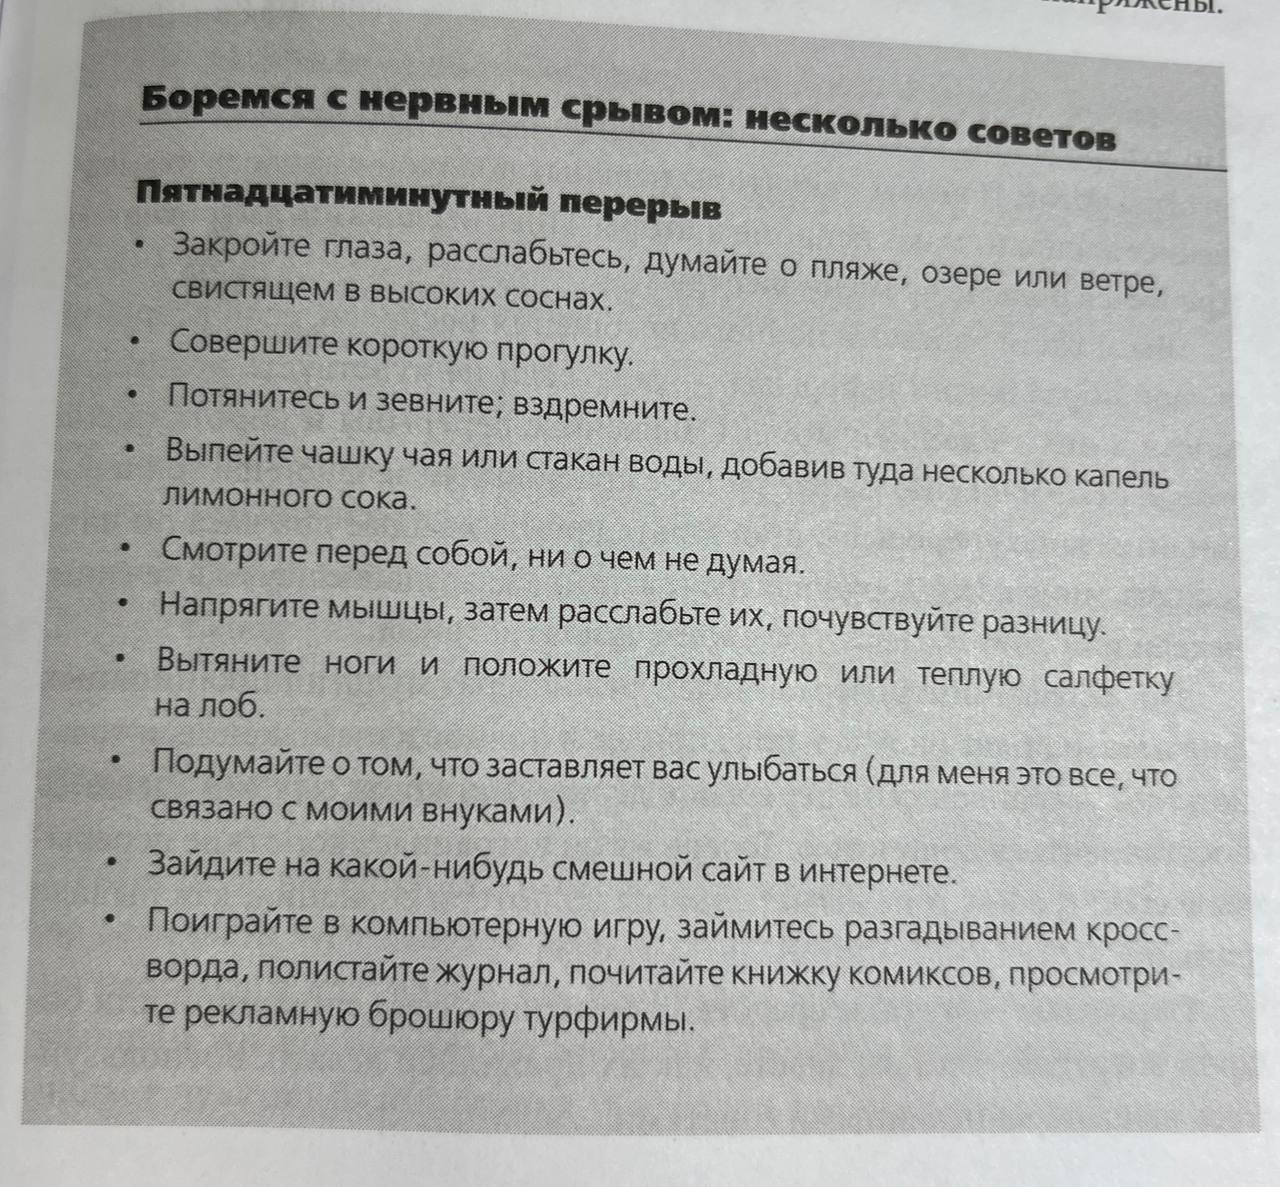 Боремся с нервным срывом: несколько советов
Пятнадцатиминутный перерыв
• Закройте глаза, расслабьтесь, думайте о пляже, озере или ветре,
свистящем в высоких соснах.
• Совершите короткую прогулку.
• Потянитесь и зевните; вздремните.
• Выпейте чашку чая или стакан воды, добавив туда несколько капель
лимонного сока.
• Смотрите перед собой, ни о чем не думая.
• Напрягите мышцы, затем расслабьте их, почувствуйте разницу.
• Вытяните ноги и положите прохладную или теплую салфетку
на лоб.
• Подумайте о том, что заставляет вас улыбаться (для меня это все, что
связано с моими внуками).
• Зайдите на какой-нибудь смешной сайт в интернете.
• Поиграйте в компьютерную игру, займитесь разгадыванием кросс-
ворда, полистайте журнал, почитайте книжку комиксов, просмотри-
те рекламную брошюру турфирмы.